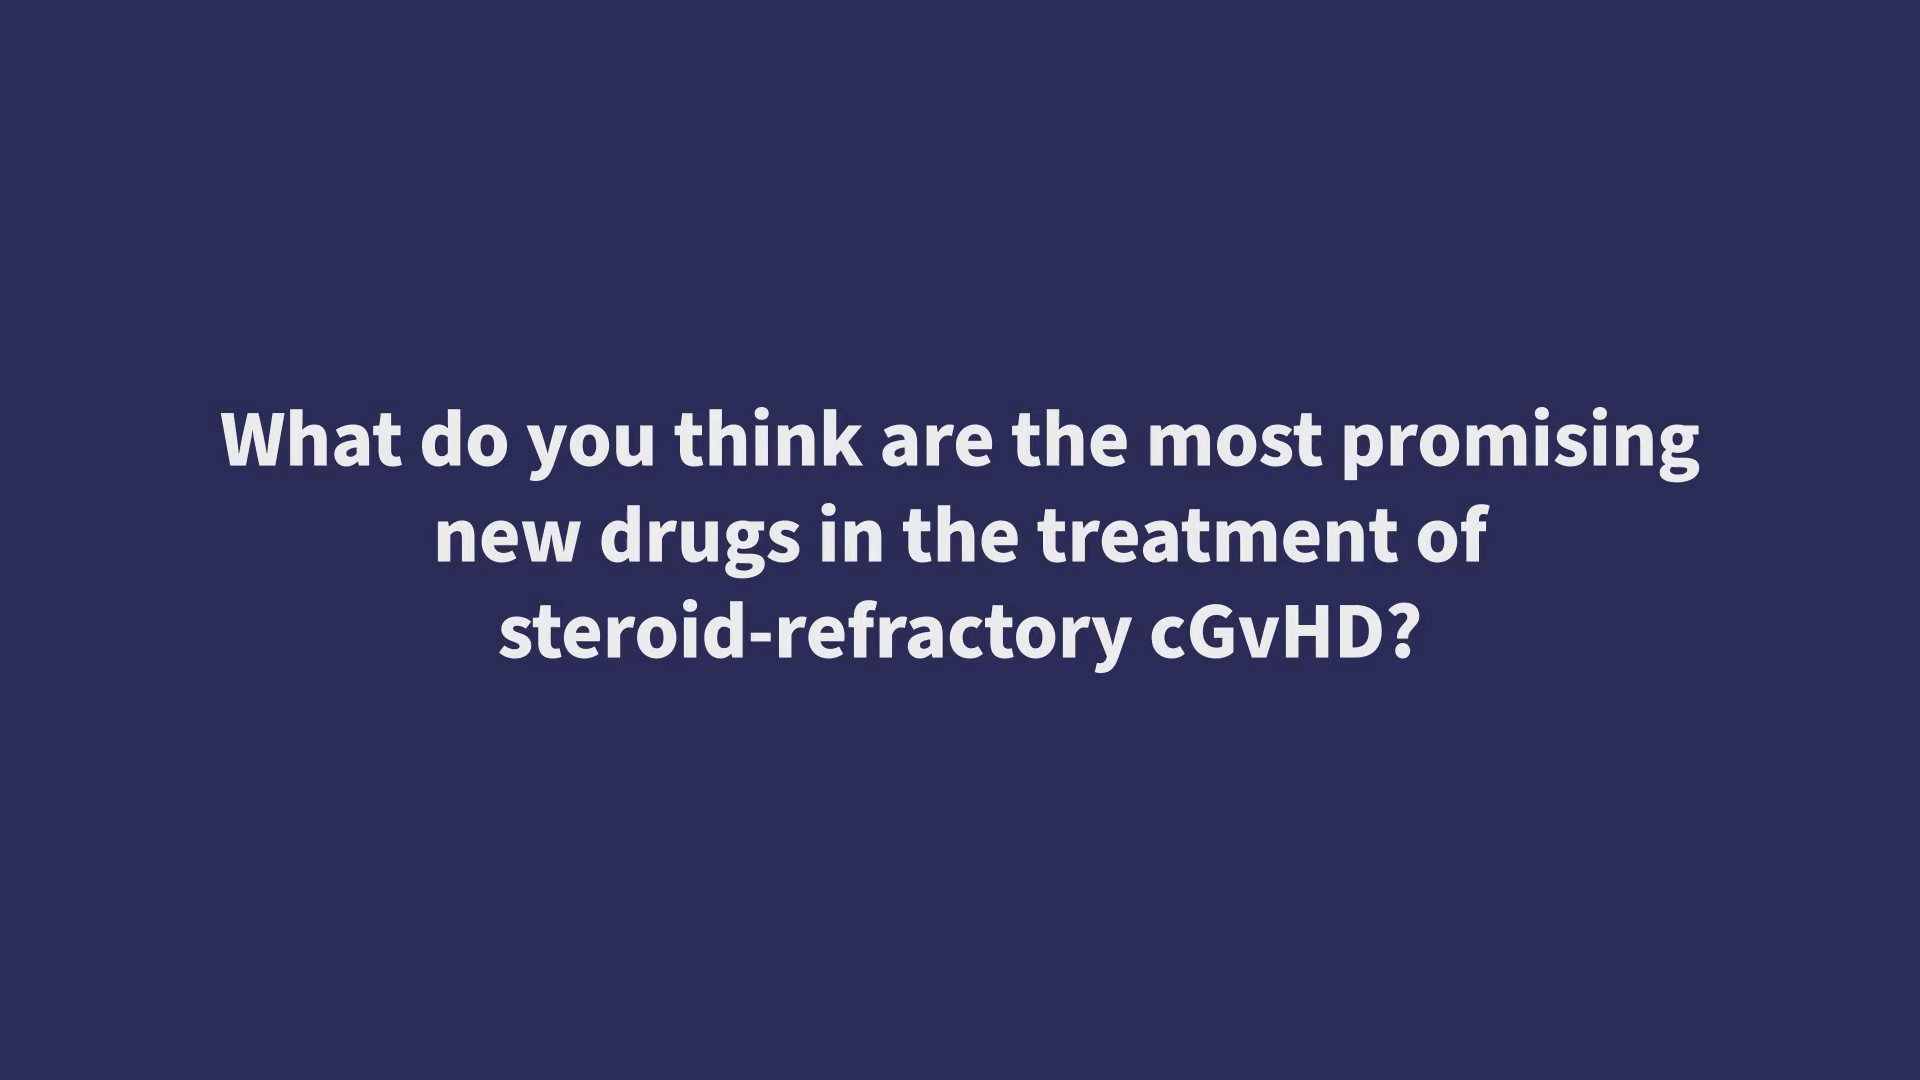 What do you think are the most promising
new drugs in the treatment of
steroid-refractory cGvHD?